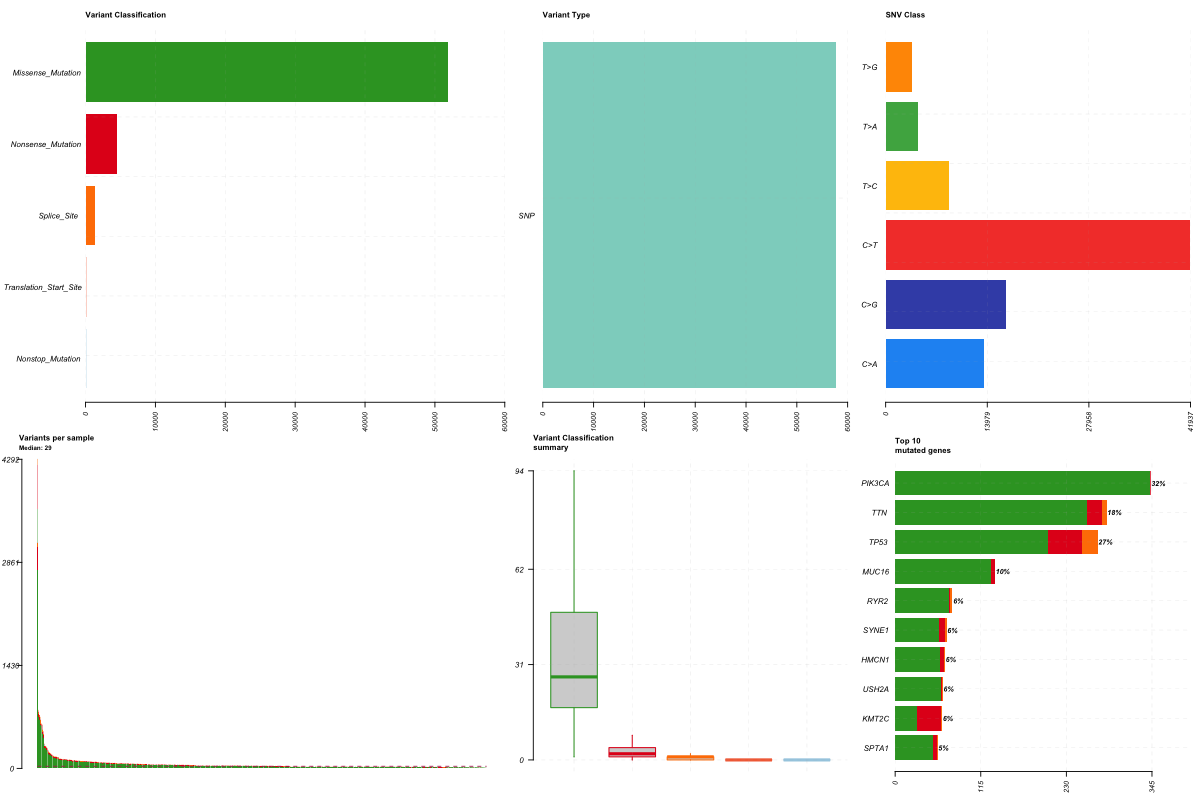 Variant Classification
Missense_Mutation
Nonsense_Mutation
Splice_Site
Translation_Start_Site
Nonstop_Mutation
0
10000
20000
30000
40000
50000
60000
Variant Type
SNP
0
10000
20000
30000
40000
50000
60000
SNV Class
T>G
T>A
T>C
C>T
C>G
C>A
0
13979
27958
41937
Variants per sample
Median: 29
4292
2861
1430
0
Variant Classification
summary
94
62
31
0
Top 10
mutated genes
PIK3CA 32%
TTN 18%
TP53 27%
MUC16 10%
RYR2 6%
SYNE1 6%
HMCN1 6%
USH2A 6%
KMT2C 6%
SPTA1 5%
0
115
230
345